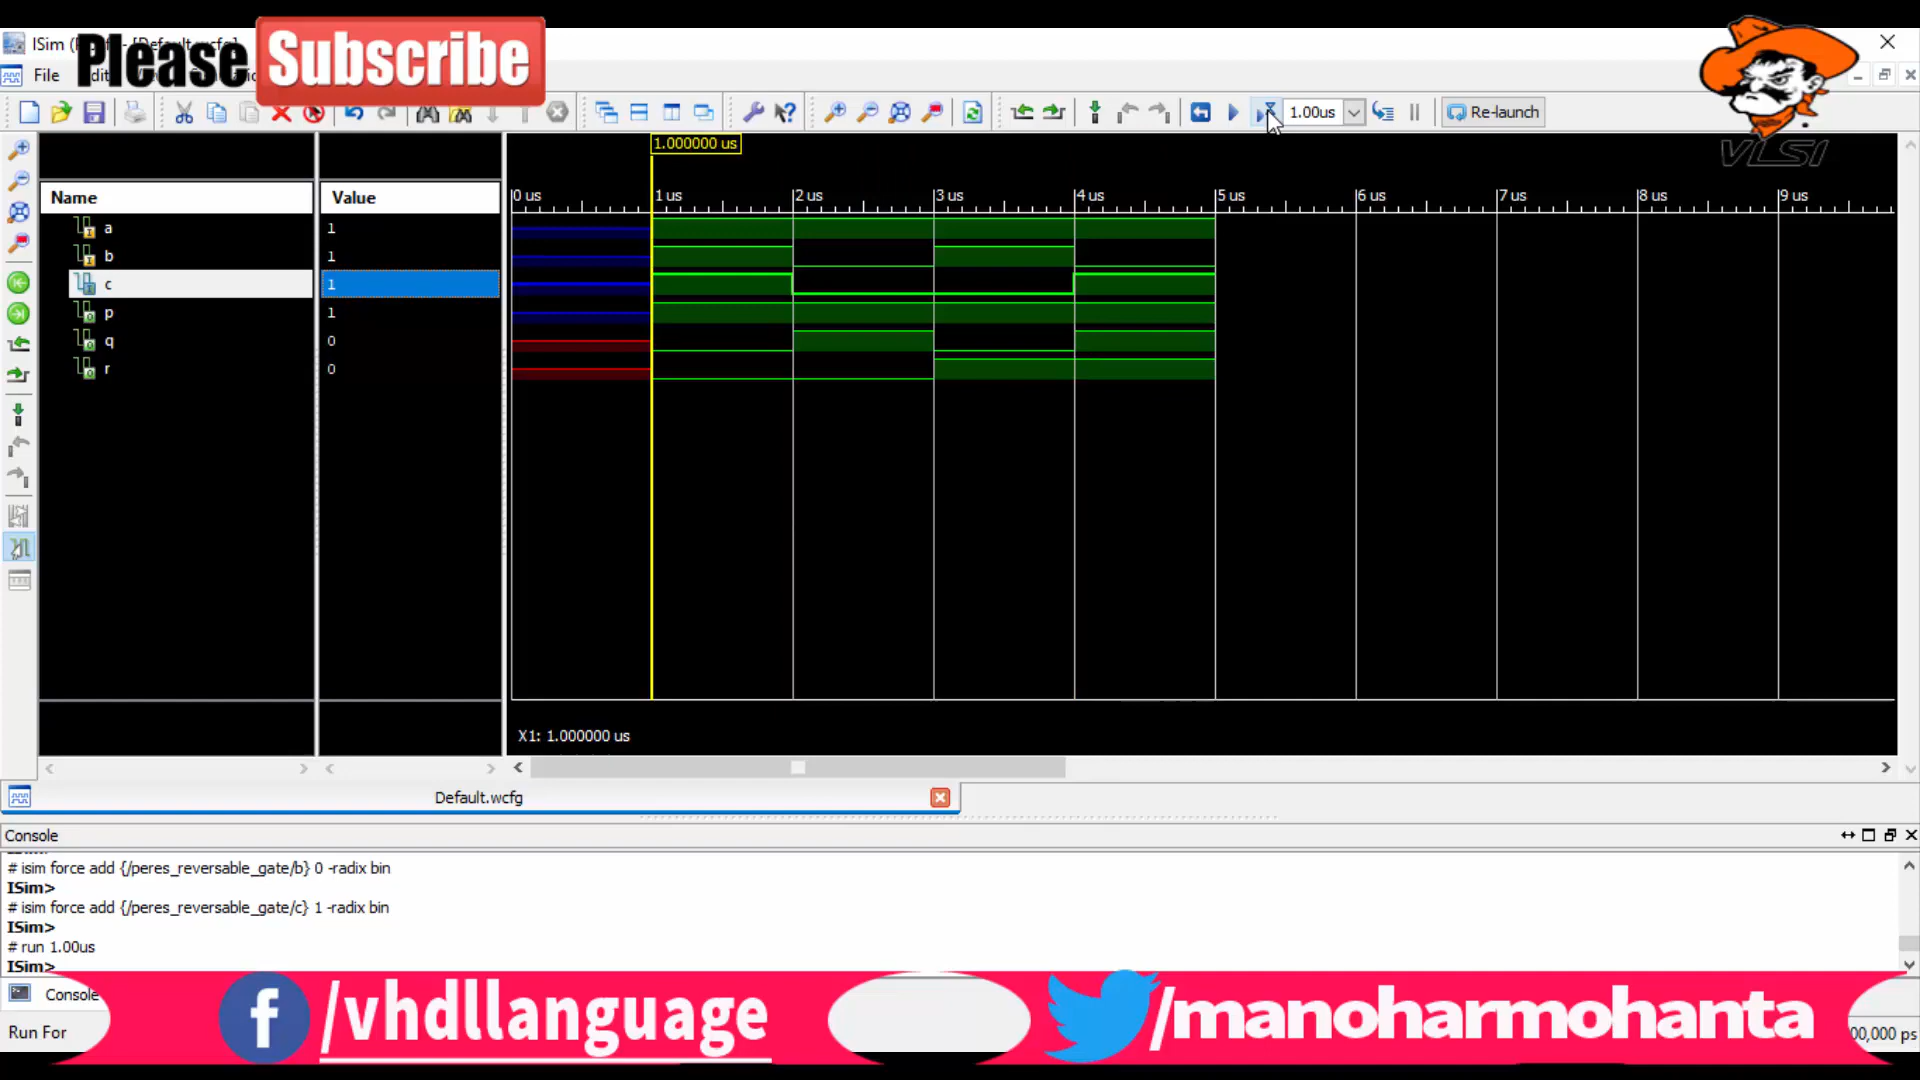 ISim (
Please Subscribe
File
1.00us
Re-launch
VLSI
1.000000 us
Name
Value
0 us 1 us 2 us 3 us 4 us 5 us 6 us 7 us 8 us 9 us
a 1
b 1
c 1
p 1
q 0
r 0
X1: 1.000000 us
Default.wcfg
Console
# isim force add {/peres_reversable_gate/b} 0 -radix bin
ISim>
# isim force add {/peres_reversable_gate/c} 1 -radix bin
ISim>
# run 1.00us
ISim>
Console
Run For
f /vhdllanguage
/manoharmohanta
00,000 ps